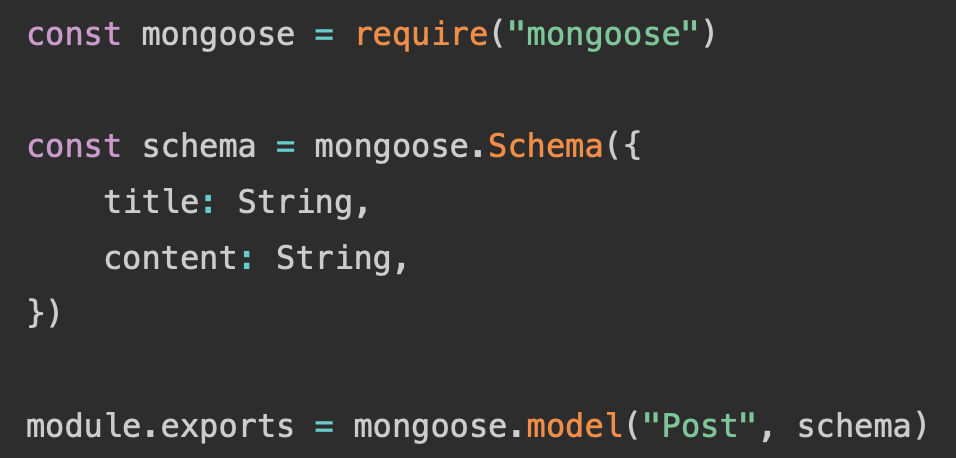 const mongoose = require("mongoose")
const schema = mongoose.Schema({
    title: String,
    content: String,
})
module.exports = mongoose.model("Post", schema)